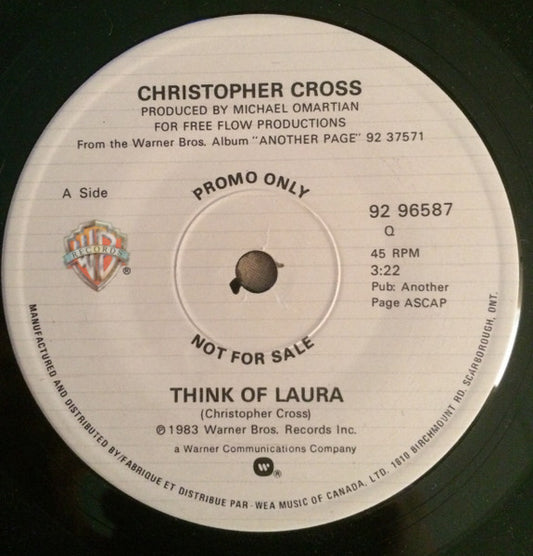 CHRISTOPHER CROSS
PRODUCED BY MICHAEL OMARTIAN
FOR FREE FLOW PRODUCTIONS
From the Warner Bros. Album "ANOTHER PAGE" 92 37571
A Side
PROMO ONLY
92 96587
Q
RECORDS
®
45 RPM
3:22
Pub: Another
Page ASCAP
NOT FOR SALE
THINK OF LAURA
(Christopher Cross)
℗ 1983 Warner Bros. Records Inc.
a Warner Communications Company
®
MANUFACTURED AND DISTRIBUTED BY/FABRIQUE ET DISTRIBUE PAR - WEA MUSIC OF CANADA, LTD. 1810 BIRCHMOUNT RD. SCARBOROUGH, ONT.